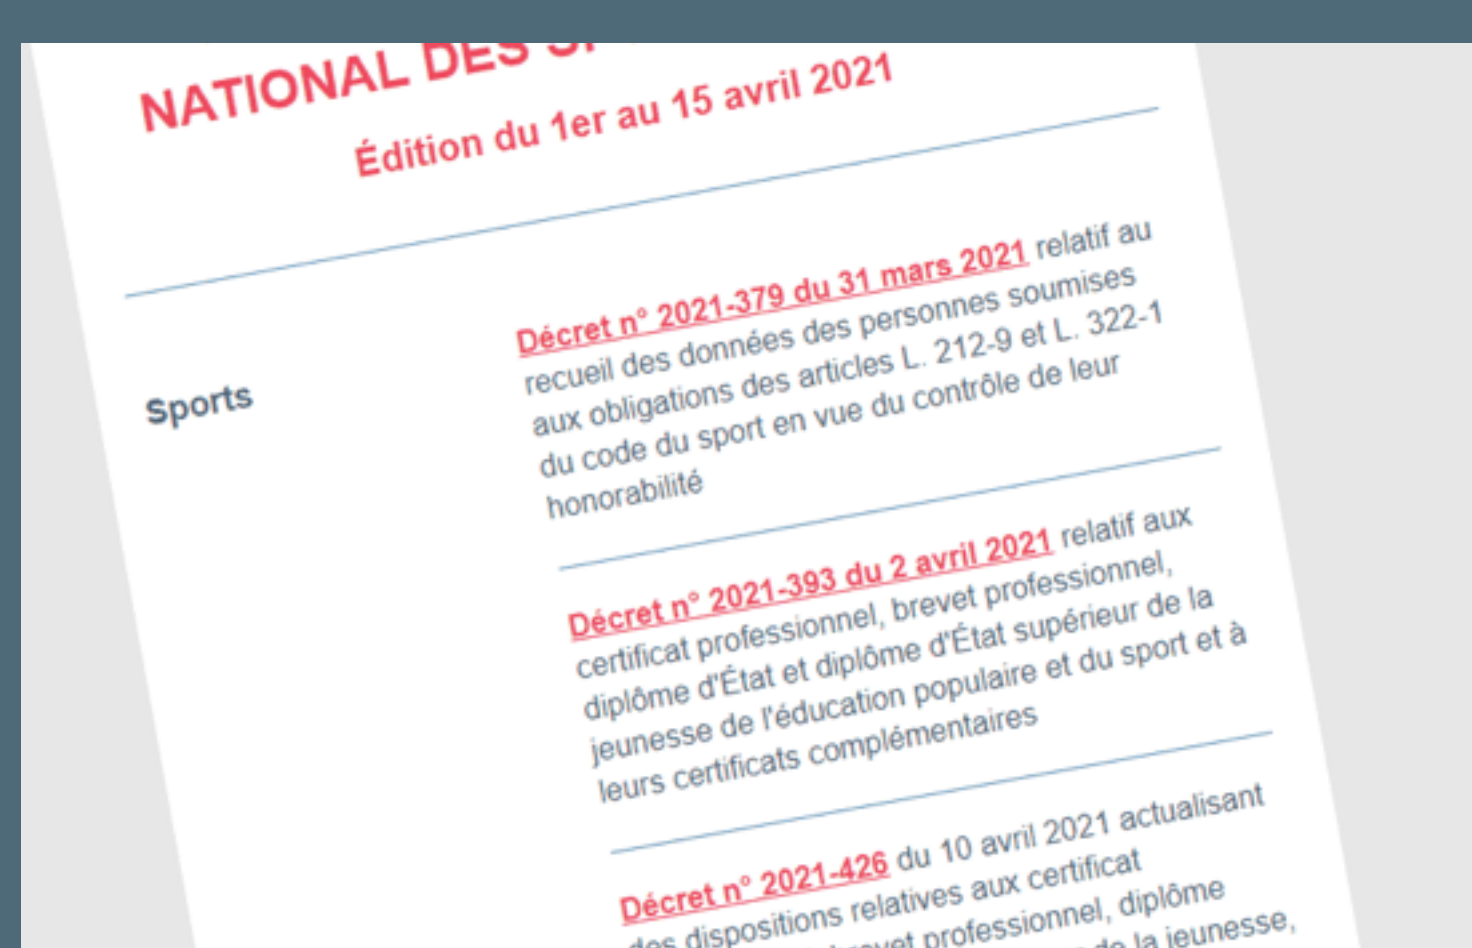 NATIONAL DES
Édition du 1er au 15 avril 2021
Sports
Décret n° 2021-379 du 31 mars 2021 relatif au
recueil des données des personnes soumises
aux obligations des articles L. 212-9 et L. 322-1
du code du sport en vue du contrôle de leur
honorabilité
Décret n° 2021-393 du 2 avril 2021 relatif aux
certificat professionnel, brevet professionnel,
diplôme d'État et diplôme d'État supérieur de la
jeunesse de l'éducation populaire et du sport et à
leurs certificats complémentaires
Décret n° 2021-426 du 10 avril 2021 actualisant
des dispositions relatives aux certificat
brevet professionnel, diplôme
de la jeunesse,